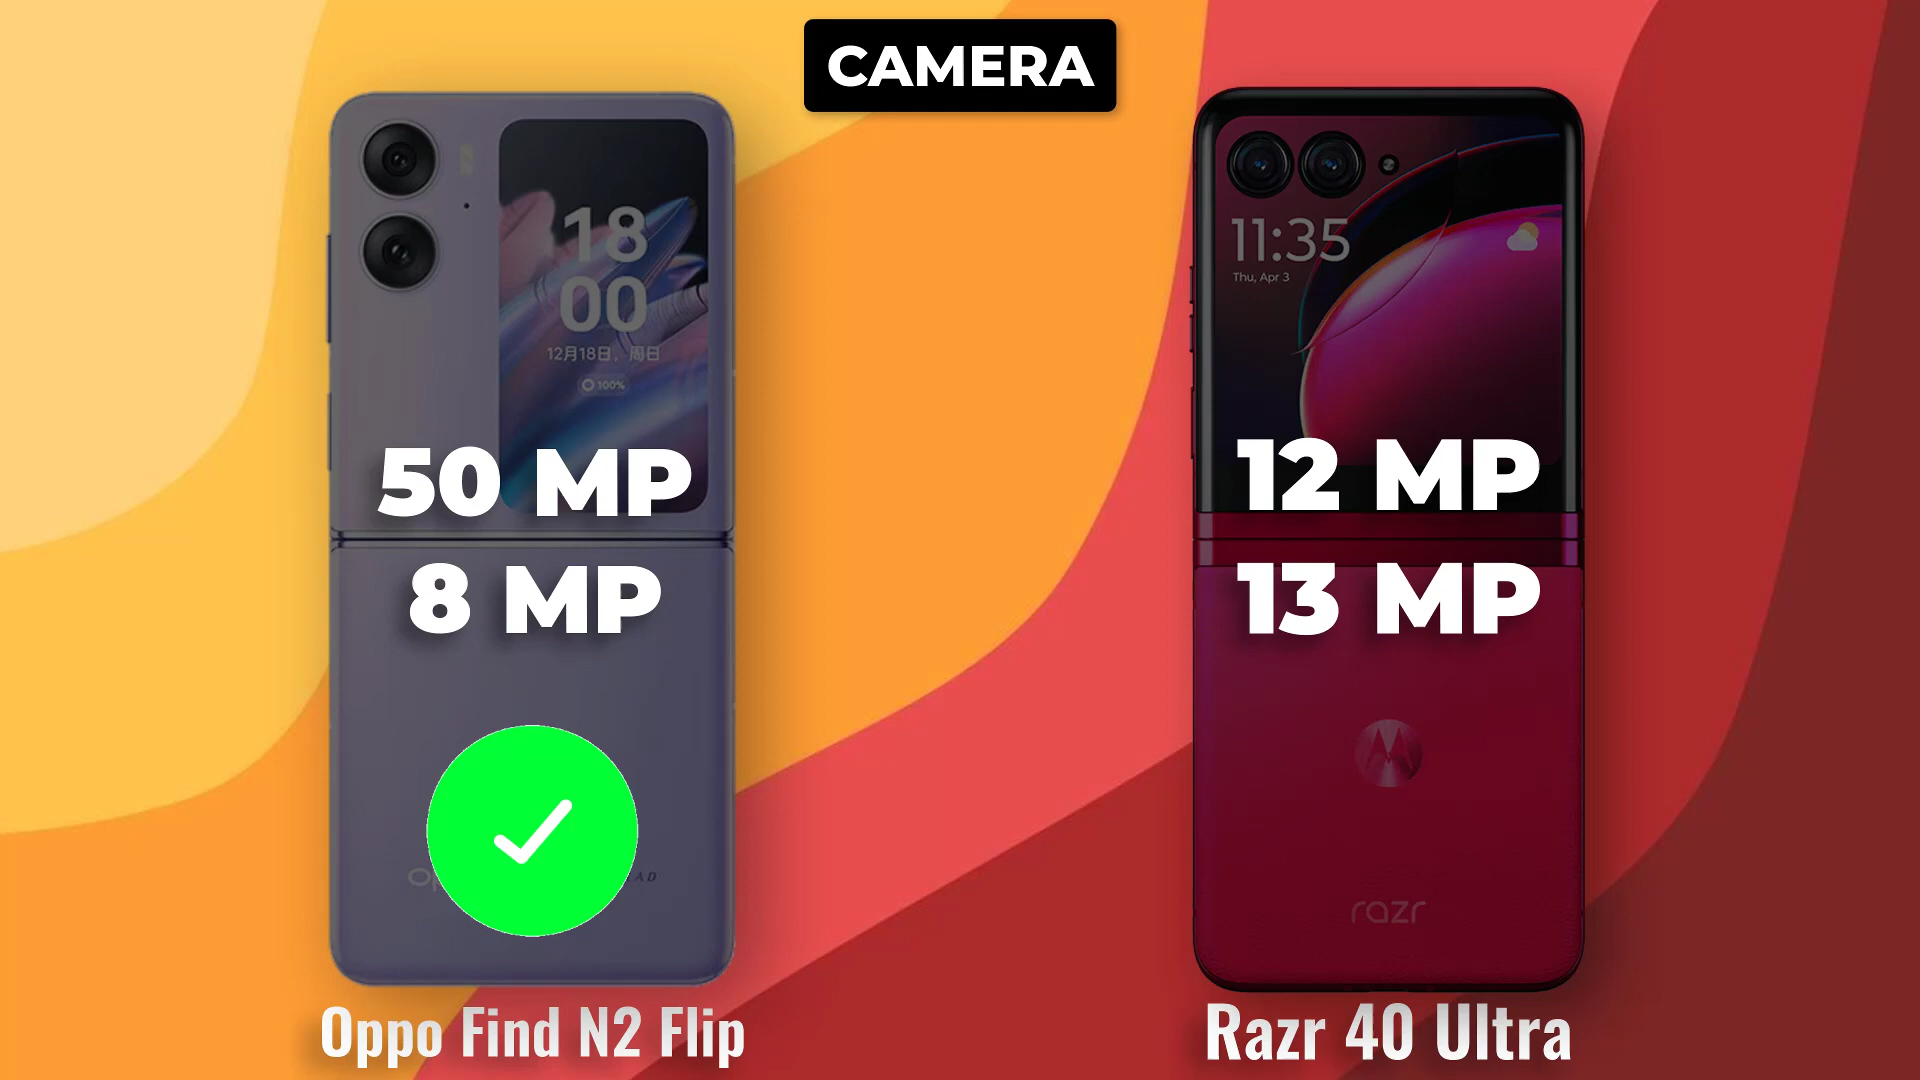 CAMERA
18
00
12月18日，周日
100%
50 MP
8 MP
Oppo Find N2 Flip
11:35
Thu, Apr 3
12 MP
13 MP
razr
Razr 40 Ultra